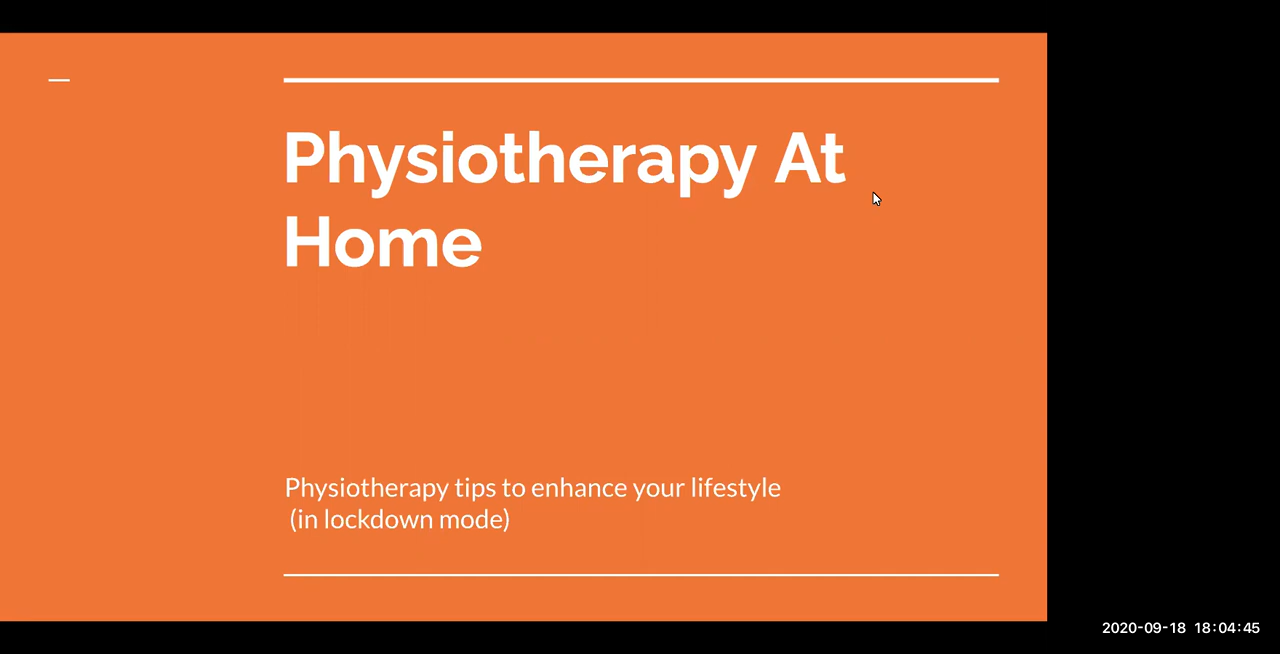 Physiotherapy At
Home
Physiotherapy tips to enhance your lifestyle
(in lockdown mode)
2020-09-18 18:04:45